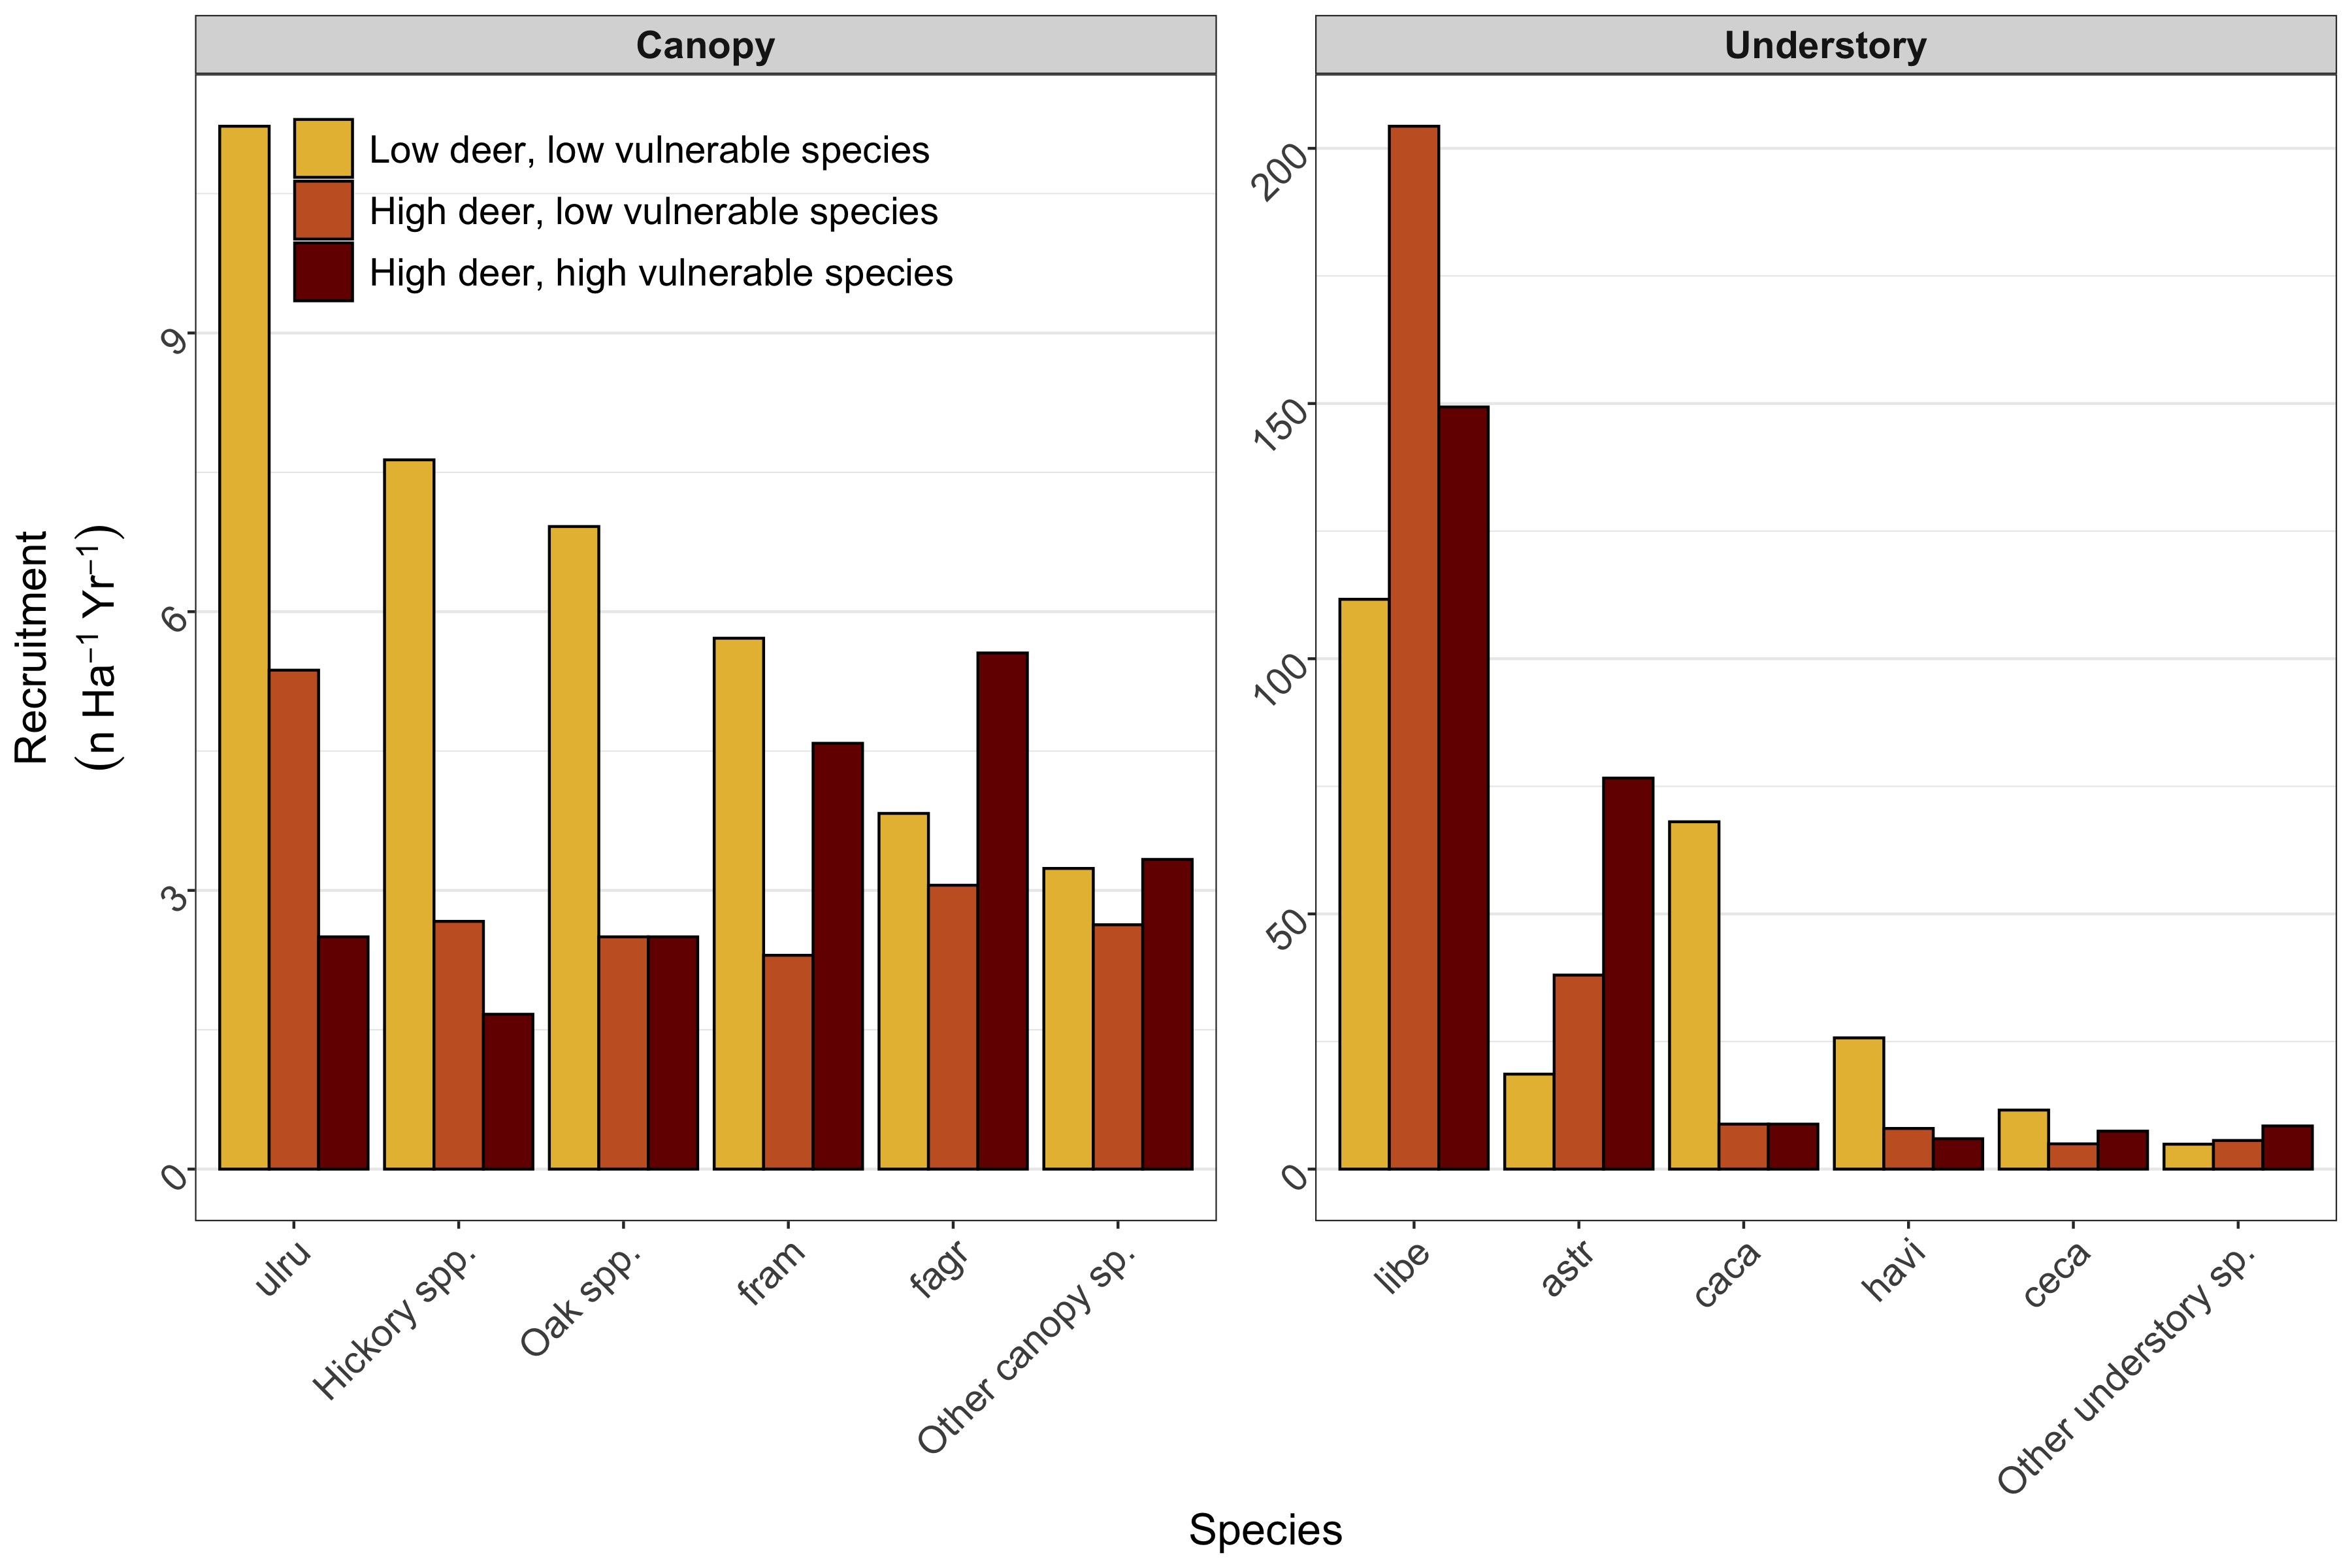 Canopy
Understory
Low deer, low vulnerable species
High deer, low vulnerable species
High deer, high vulnerable species
Recruitment
(n Ha⁻¹ Yr⁻¹)
9
6
3
0
200
150
100
50
0
ulru
Hickory spp.
Oak spp.
fram
fagr
Other canopy sp.
libe
astr
caca
havi
ceca
Other understory sp.
Species